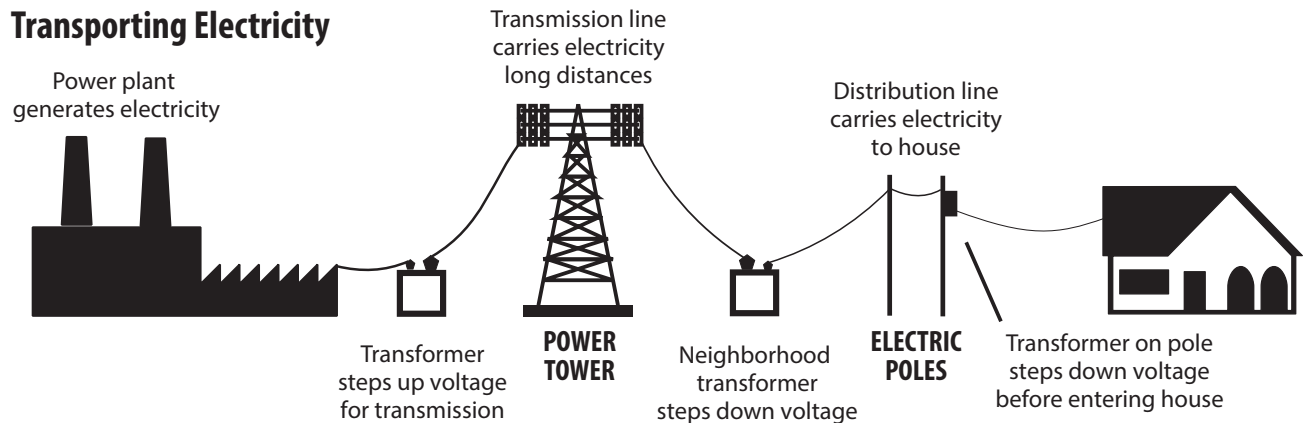 Transporting Electricity
Power plant
generates electricity
Transmission line
carries electricity
long distances
Distribution line
carries electricity
to house
Transformer
steps up voltage
for transmission
POWER
TOWER
Neighborhood
transformer
steps down voltage
ELECTRIC
POLES
Transformer on pole
steps down voltage
before entering house